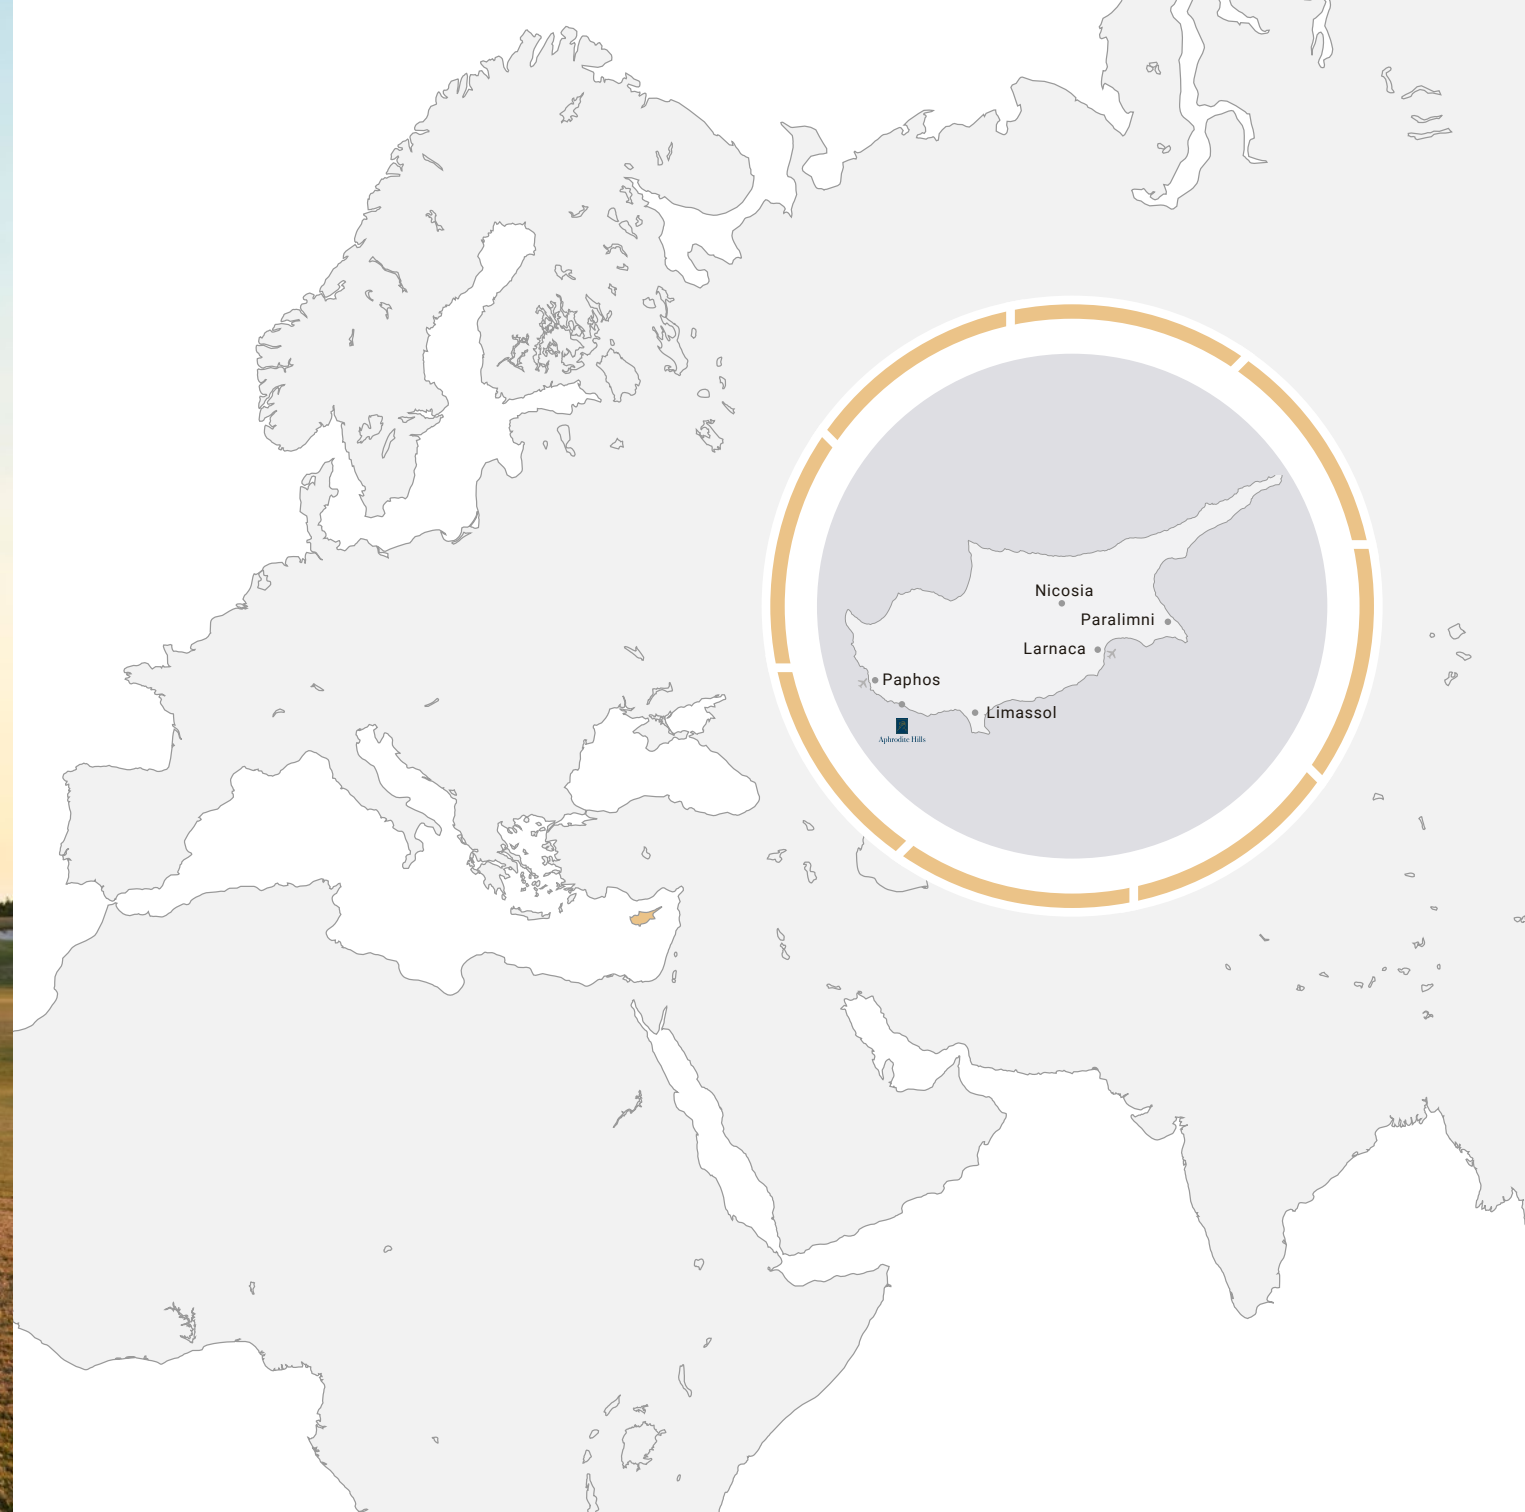 Nicosia
Paralimni
Larnaca
Paphos
Limassol
Aphrodite Hills